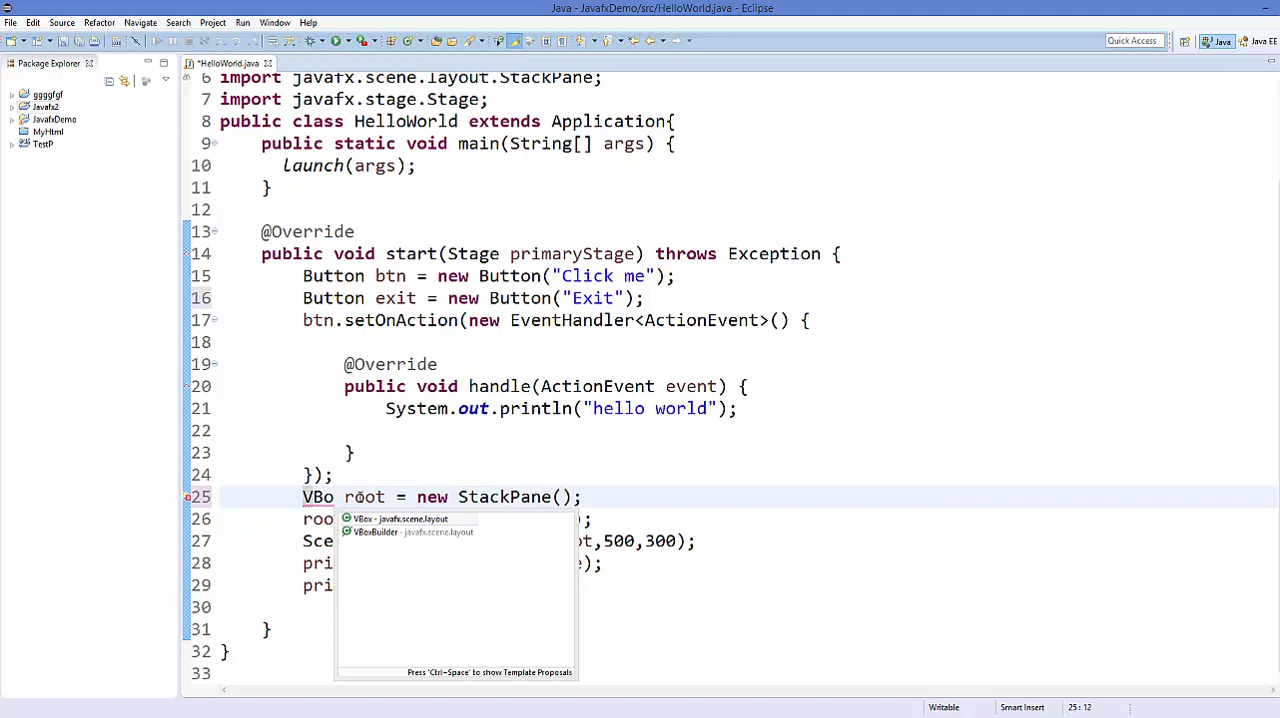 Java - JavafxDemo/src/HelloWorld.java - Eclipse
File Edit Source Refactor Navigate Search Project Run Window Help
Quick Access Java Java EE
Package Explorer
*HelloWorld.java
ggggfgf
Javafx2
JavafxDemo
MyHtml
TestP
6 import javafx.scene.layout.StackPane;
7 import javafx.stage.Stage;
8 public class HelloWorld extends Application{
9 public static void main(String[] args) {
10 launch(args);
11 }
12
13 @Override
14 public void start(Stage primaryStage) throws Exception {
15 Button btn = new Button("Click me");
16 Button exit = new Button("Exit");
17 btn.setOnAction(new EventHandler<ActionEvent>() {
18
19 @Override
20 public void handle(ActionEvent event) {
21 System.out.println("hello world");
22
23 }
24 });
25 VBo root = new StackPane();
26 roo );
27 Sce t,500,300);
28 pri e);
29 pri
30
31 }
32 }
33
VBox - javafx.scene.layout
VBoxBuilder - javafx.scene.layout
Press 'Ctrl+Space' to show Template Proposals
Writable Smart Insert 25 : 12